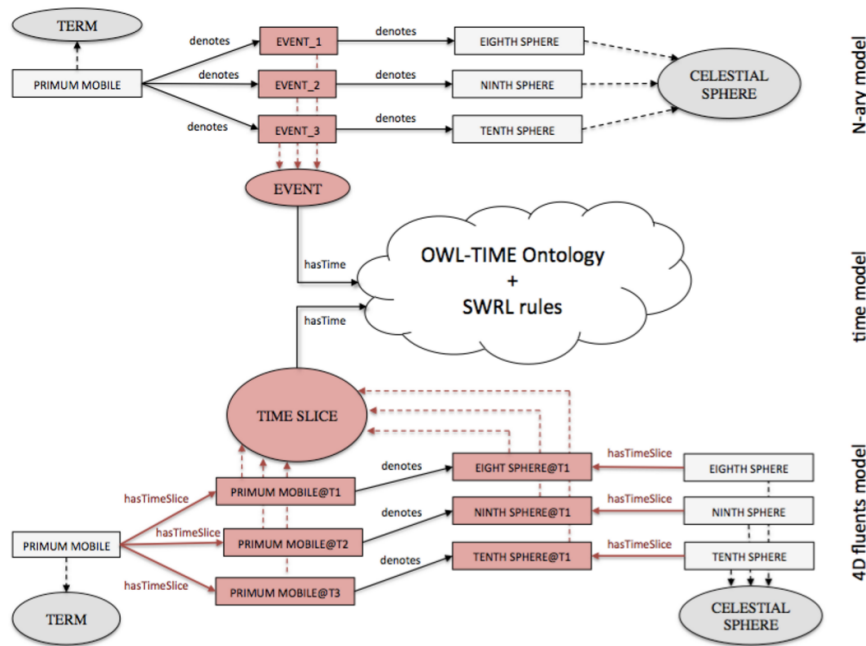 TERM
PRIMUM MOBILE
denotes
denotes
denotes
EVENT_1
EVENT_2
EVENT_3
denotes
denotes
denotes
EIGHTH SPHERE
NINTH SPHERE
TENTH SPHERE
CELESTIAL
SPHERE
N-ary model
EVENT
hasTime
OWL-TIME Ontology
+
SWRL rules
hasTime
time model
TIME SLICE
PRIMUM MOBILE
hasTimeSlice
hasTimeSlice
hasTimeSlice
PRIMUM MOBILE@T1
PRIMUM MOBILE@T2
PRIMUM MOBILE@T3
denotes
denotes
denotes
EIGHT SPHERE@T1
NINTH SPHERE@T1
TENTH SPHERE@T1
hasTimeSlice
hasTimeSlice
hasTimeSlice
EIGHTH SPHERE
NINTH SPHERE
TENTH SPHERE
TERM
CELESTIAL
SPHERE
4D fluents model